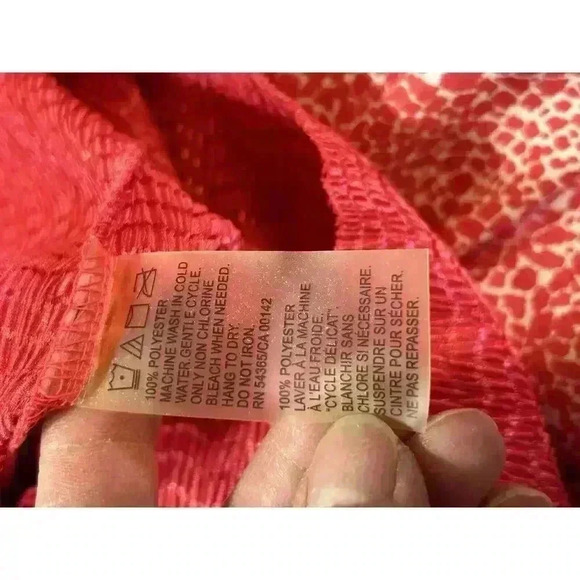 100% POLYESTER
MACHINE WASH IN COLD
WATER, GENTLE CYCLE.
ONLY NON CHLORINE
BLEACH WHEN NEEDED.
HANG TO DRY.
DO NOT IRON.
RN 54365/CA 00142
100% POLYESTER
LAVER À LA MACHINE
À L'EAU FROIDE,
"CYCLE DÉLICAT".
BLANCHIR SANS
CHLORE SI NÉCESSAIRE.
SUSPENDRE SUR UN
CINTRE POUR SÉCHER.
NE PAS REPASSER.